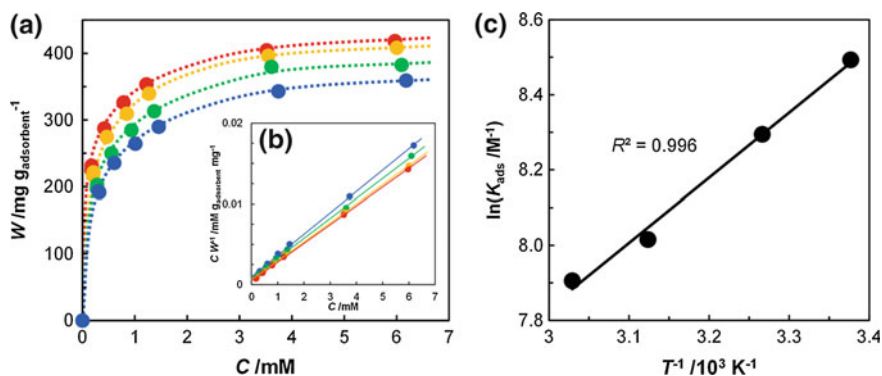 (a)
W /mg g_adsorbent⁻¹
400
300
200
100
0
0 1 2 3 4 5 6 7
C /mM
(b)
C W⁻¹ /mM g_adsorbent mg⁻¹
0.02
0.01
0.0
0 1 2 3 4 5 6 7
C /mM
(c)
ln(K_ads /M⁻¹)
8.6
8.4
8.2
8.0
7.8
R² = 0.996
3 3.1 3.2 3.3 3.4
T⁻¹ /10³ K⁻¹